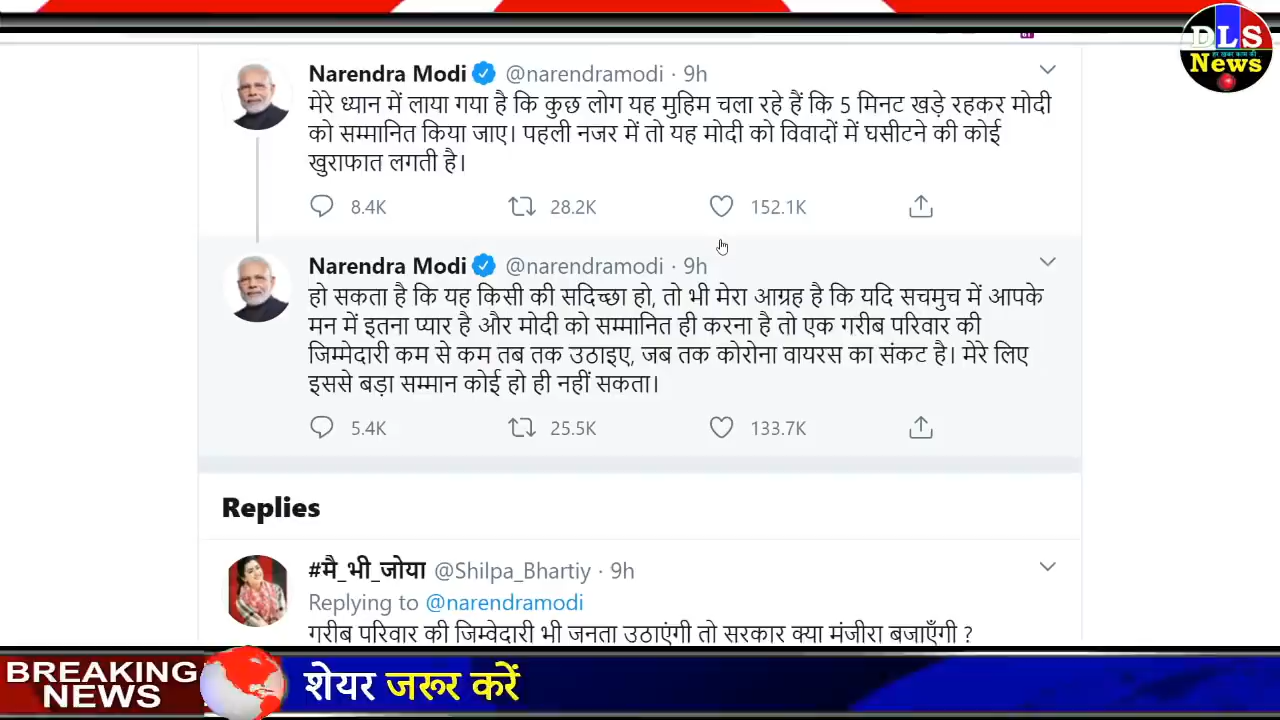 DLS
News
Narendra Modi @narendramodi · 9h
मेरे ध्यान में लाया गया है कि कुछ लोग यह मुहिम चला रहे हैं कि 5 मिनट खड़े रहकर मोदी
को सम्मानित किया जाए। पहली नजर में तो यह मोदी को विवादों में घसीटने की कोई
खुराफात लगती है।
8.4K 28.2K 152.1K
Narendra Modi @narendramodi · 9h
हो सकता है कि यह किसी की सदिच्छा हो, तो भी मेरा आग्रह है कि यदि सचमुच में आपके
मन में इतना प्यार है और मोदी को सम्मानित ही करना है तो एक गरीब परिवार की
जिम्मेदारी कम से कम तब तक उठाइए, जब तक कोरोना वायरस का संकट है। मेरे लिए
इससे बड़ा सम्मान कोई हो ही नहीं सकता।
5.4K 25.5K 133.7K
Replies
#मै_भी_जोया @Shilpa_Bhartiy · 9h
Replying to @narendramodi
गरीब परिवार की जिम्वेदारी भी जनता उठाएंगी तो सरकार क्या मंजीरा बजाएँगी ?
BREAKING
NEWS
शेयर जरूर करें